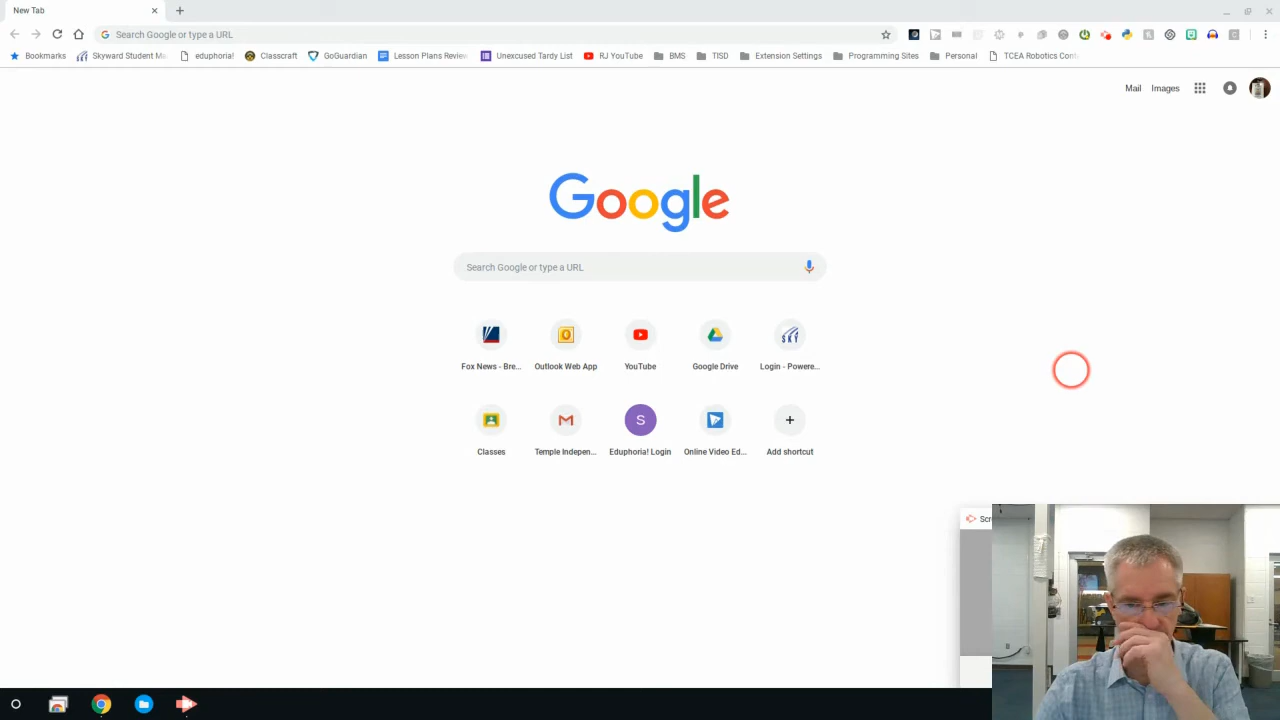 New Tab
Search Google or type a URL
Bookmarks Skyward Student Ma eduphoria! Classcraft GoGuardian Lesson Plans Review Unexcused Tardy List RJ YouTube BMS TISD Extension Settings Programming Sites Personal TCEA Robotics Cont
Mail Images
Google
Search Google or type a URL
Fox News - Bre... Outlook Web App YouTube Google Drive Login - Powere...
SKY
Classes Temple Indepen... Eduphoria! Login Online Video Ed... Add shortcut
S
Scr